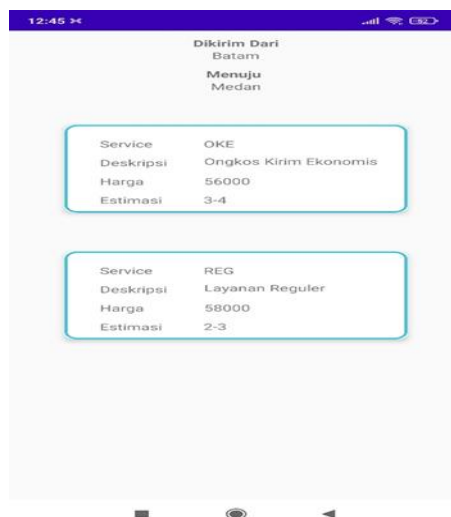 12:45
52
Dikirim Dari
Batam
Menuju
Medan
Service OKE
Deskripsi Ongkos Kirim Ekonomis
Harga 56000
Estimasi 3-4
Service REG
Deskripsi Layanan Reguler
Harga 58000
Estimasi 2-3